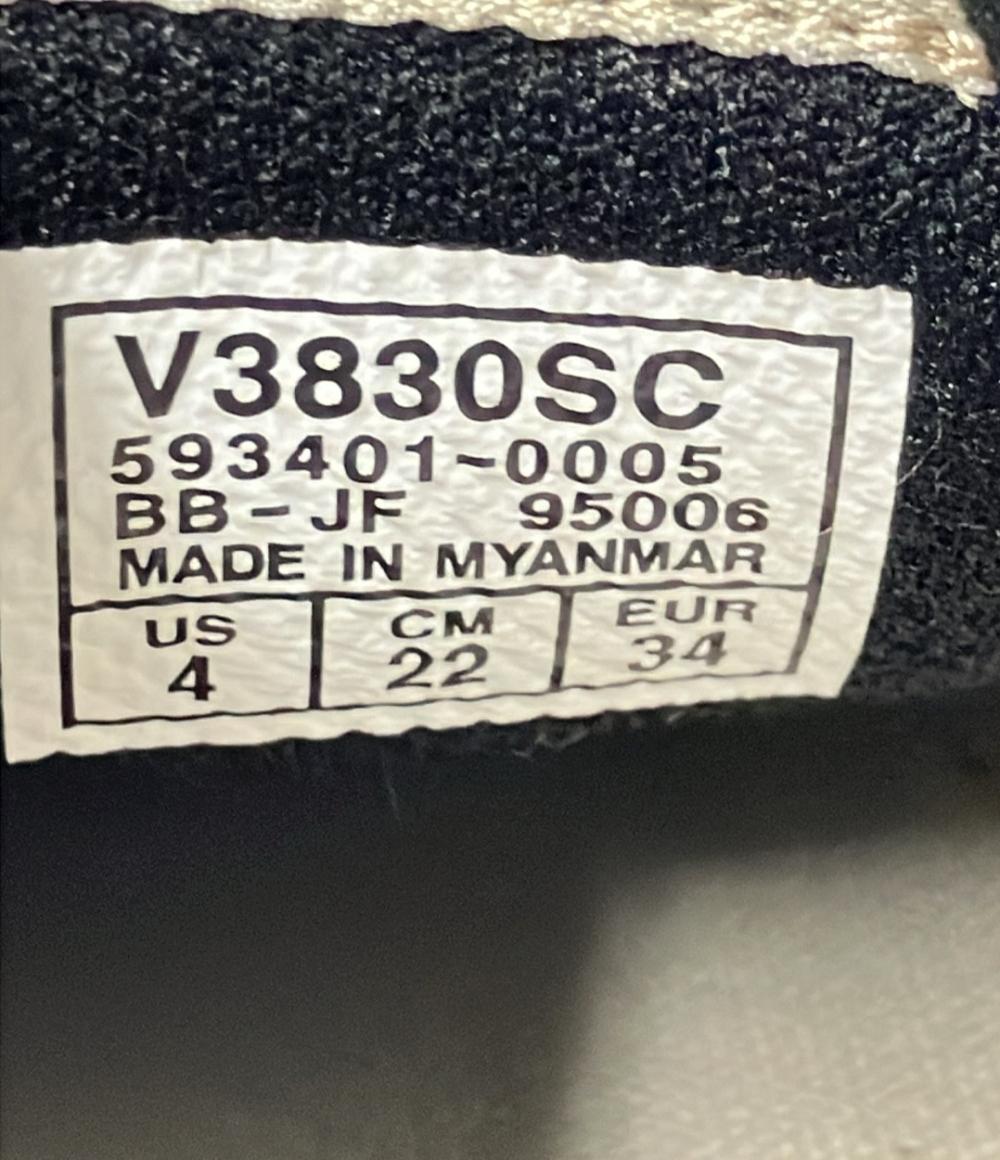 V3830SC
593401-0005
BB-JF 95006
MADE IN MYANMAR
US CM EUR
4 22 34